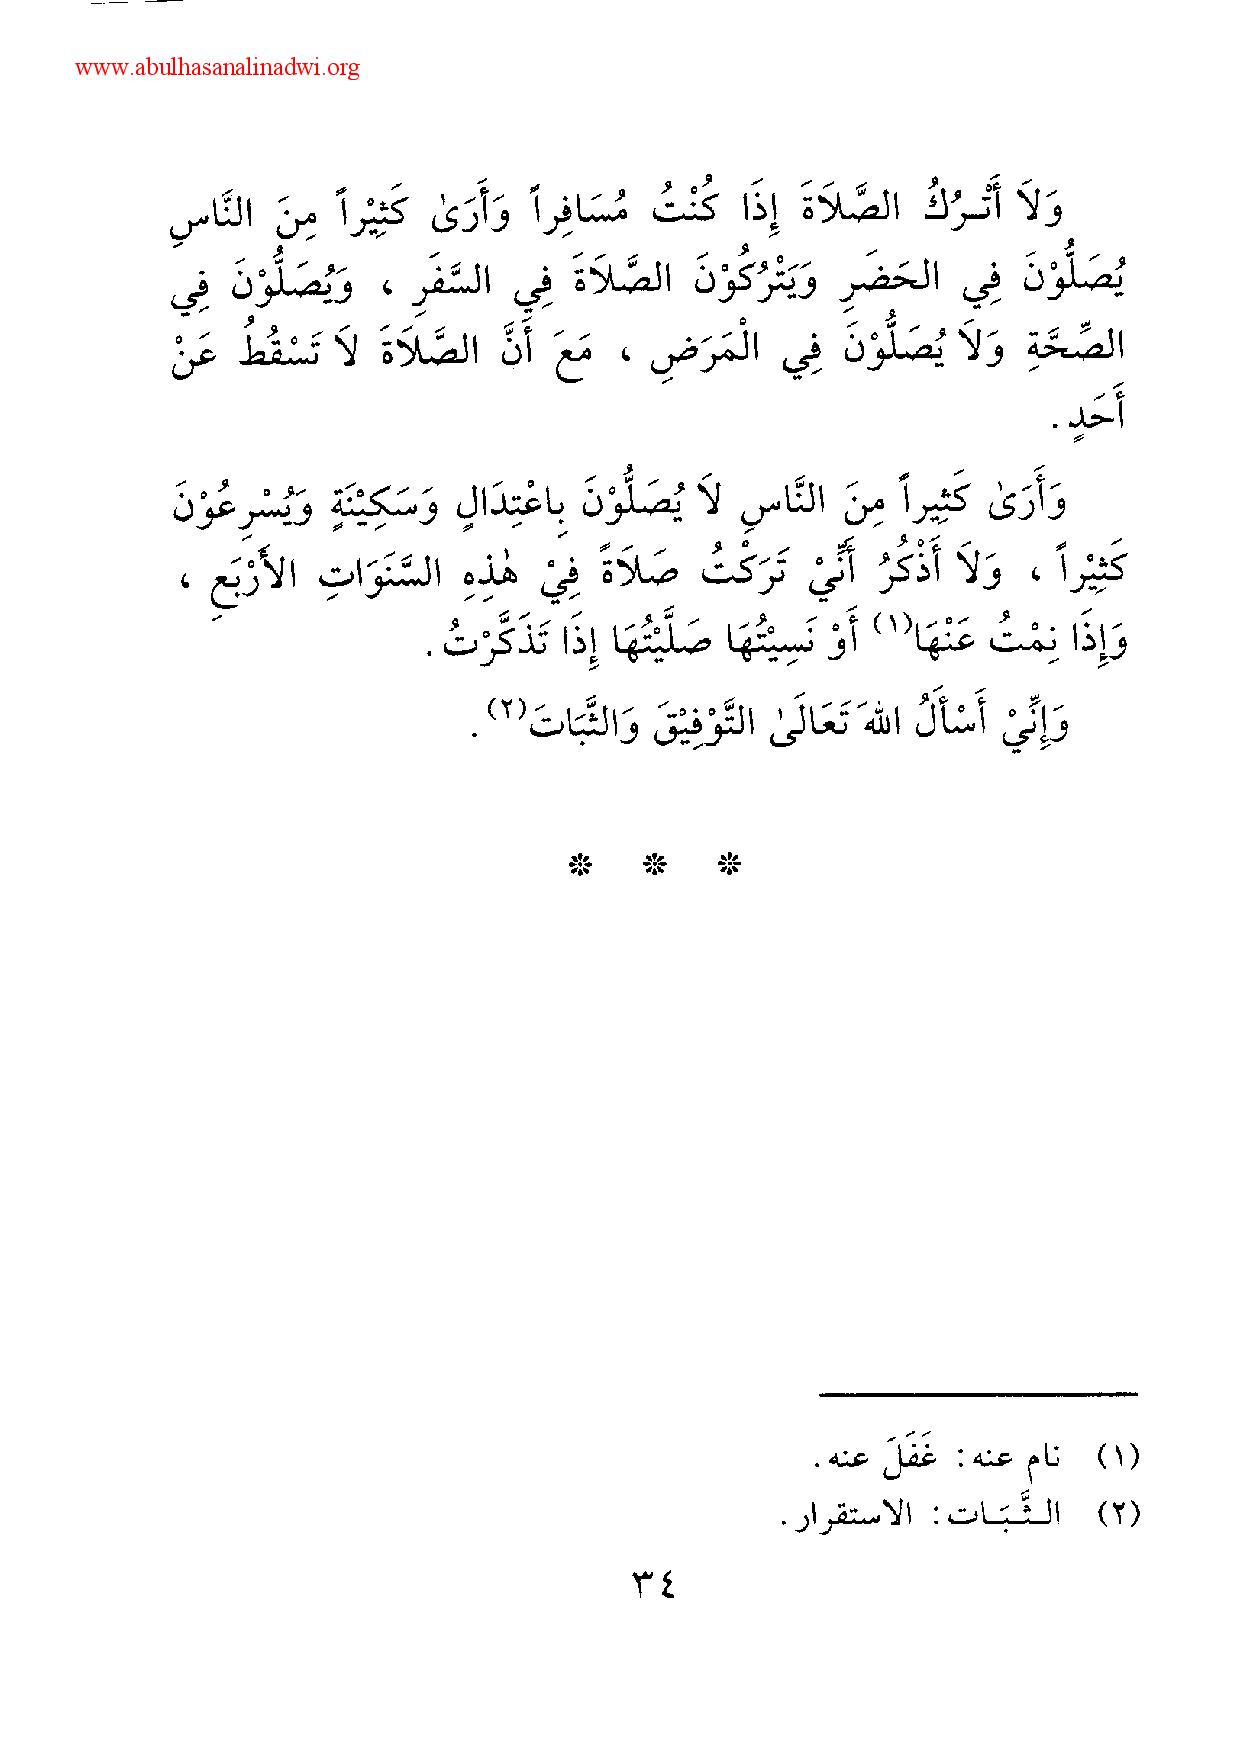 www.abulhasanalinadwi.org
وَلاَ أَتْـرُكُ الصَّلاَةَ إِذَا كُنْتُ مُسَافِراً وَأَرَىٰ كَثِيْراً مِنَ النَّاسِ
يُصَلُّوْنَ فِي الحَضَرِ وَيَتْرُكُوْنَ الصَّلاَةَ فِي السَّفَرِ ، وَيُصَلُّوْنَ فِي
الصِّحَّةِ وَلاَ يُصَلُّوْنَ فِي الْمَرَضِ ، مَعَ أَنَّ الصَّلاَةَ لاَ تَسْقُطُ عَنْ
أَحَدٍ .
وَأَرَىٰ كَثِيراً مِنَ النَّاسِ لاَ يُصَلُّوْنَ بِاعْتِدَالٍ وَسَكِيْنَةٍ وَيُسْرِعُوْنَ
كَثِيْراً ، وَلاَ أَذْكُرُ أَنِّيْ تَرَكْتُ صَلاَةً فِيْ هٰذِهِ السَّنَوَاتِ الأَرْبَعِ ،
وَإِذَا نِمْتُ عَنْهَا(١) أَوْ نَسِيْتُهَا صَلَّيْتُهَا إِذَا تَذَكَّرْتُ .
وَإِنِّيْ أَسْأَلُ اللهَ تَعَالَىٰ التَّوْفِيْقَ وَالثَّبَاتَ(٢) .
❊ ❊ ❊
(١) نام عنه : غَفَلَ عنه .
(٢) الـثَّـبَـات : الاستقرار .
٣٤